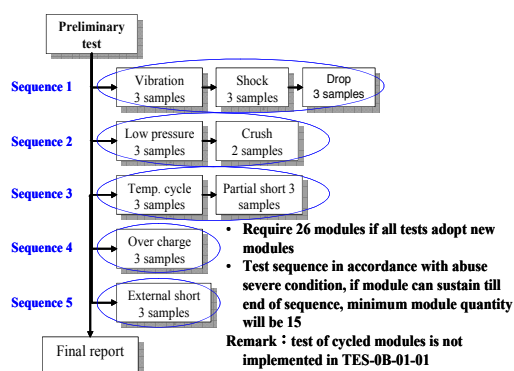 Preliminary
test
Sequence 1
Vibration
3 samples
Shock
3 samples
Drop
3 samples
Sequence 2
Low pressure
3 samples
Crush
2 samples
Sequence 3
Temp. cycle
3 samples
Partial short 3
samples
Sequence 4
Over charge
3 samples
Sequence 5
External short
3 samples
Final report
• Require 26 modules if all tests adopt new
modules
• Test sequence in accordance with abuse
severe condition, if module can sustain till
end of sequence, minimum module quantity
will be 15
Remark：test of cycled modules is not
implemented in TES-0B-01-01